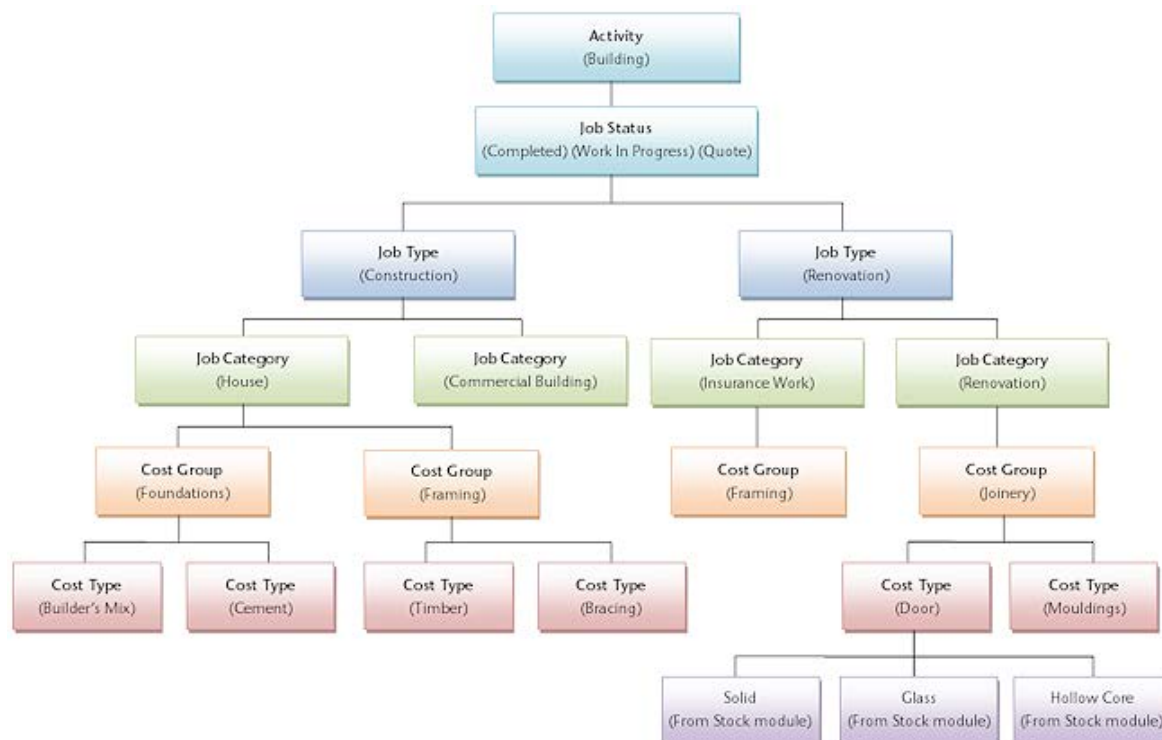 Activity
(Building)
Job Status
(Completed) (Work In Progress) (Quote)
Job Type
(Construction)
Job Type
(Renovation)
Job Category
(House)
Job Category
(Commercial Building)
Job Category
(Insurance Work)
Job Category
(Renovation)
Cost Group
(Foundations)
Cost Group
(Framing)
Cost Group
(Framing)
Cost Group
(Joinery)
Cost Type
(Builder's Mix)
Cost Type
(Cement)
Cost Type
(Timber)
Cost Type
(Bracing)
Cost Type
(Door)
Cost Type
(Mouldings)
Solid
(From Stock module)
Glass
(From Stock module)
Hollow Core
(From Stock module)